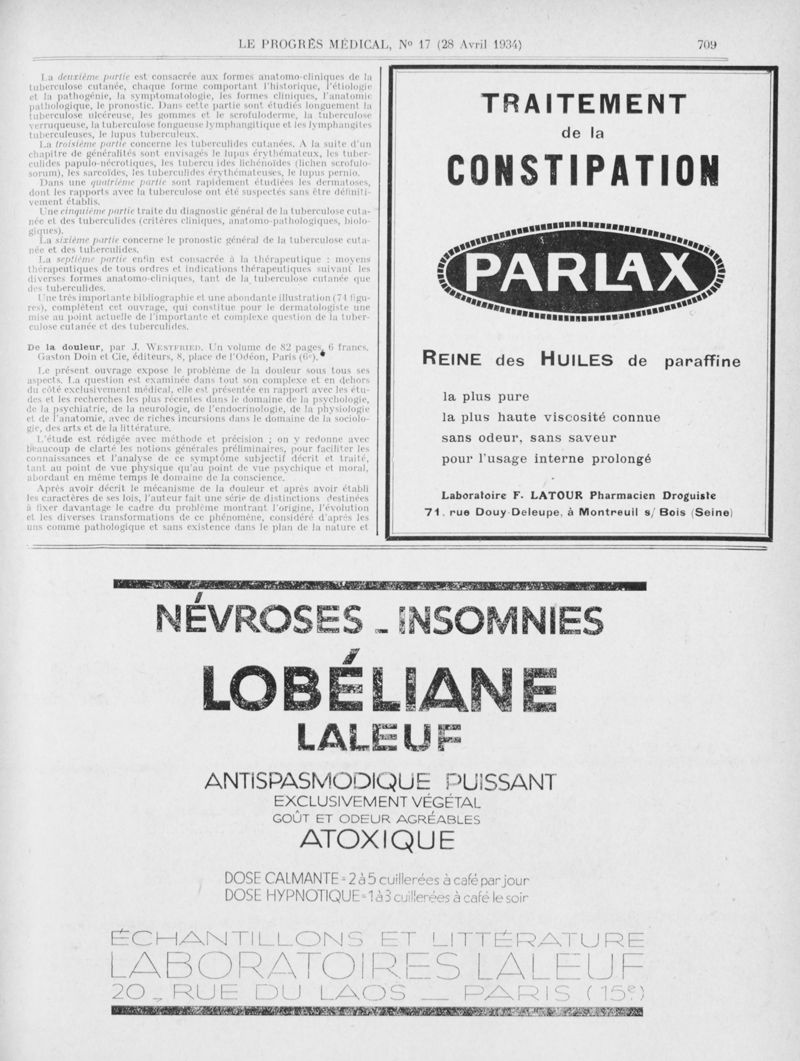 LE PROGRÈS MÉDICAL, N° 17 (28 Avril 1934) 709
La deuxième partie est consacrée aux formes anatomo-cliniques de la
tuberculose cutanée, chaque forme comportant l'historique, l'étiologie
et la pathogénie, la symptomatologie, les formes cliniques, l'anatomie
pathologique, le pronostic. Dans cette partie sont étudiés longuement la
tuberculose ulcéreuse, les gommes et le scrofuloderme, la tuberculose
verruqueuse, la tuberculose fongueuse lymphangitique et les lymphangites
tuberculeuses, le lupus tuberculeux.
La troisième partie concerne les tuberculides cutanées. A la suite d'un
chapitre de généralités sont envisagés le lupus érythémateux, les tuber-
culides papulo-nécrotiques, les tubercu ides lichénoïdes (lichen scrofulo-
sorum), les sarcoïdes, les tuberculides érythémateuses, le lupus pernio.
Dans une quatrième partie sont rapidement étudiées les dermatoses,
dont les rapports avec la tuberculose ont été suspectés sans être définiti-
vement établis.
Une cinquième partie traite du diagnostic général de la tuberculose cuta-
née et des tuberculides (critères cliniques, anatomo-pathologiques, biolo-
giques).
La sixième partie concerne le pronostic général de la tuberculose cuta-
née et des tuberculides.
La septième partie enfin est consacrée à la thérapeutique : moyens
thérapeutiques de tous ordres et indications thérapeutiques suivant les
diverses formes anatomo-cliniques, tant de la tuberculose cutanée que
des tuberculides.
Une très importante bibliographie et une abondante illustration (74 figu-
res), complètent cet ouvrage, qui constitue pour le dermatologiste une
mise au point actuelle de l'importante et complexe question de la tuber-
culose cutanée et des tuberculides.
De la douleur, par J. WESTFRIED. Un volume de 82 pages, 6 francs.
Gaston Doin et Cie, éditeurs, 8, place de l'Odéon, Paris (6e).
Le présent ouvrage expose le problème de la douleur sous tous ses
aspects. La question est examinée dans tout son complexe et en dehors
du côté exclusivement médical, elle est présentée en rapport avec les étu-
des et les recherches les plus récentes dans le domaine de la psychologie,
de la psychiatrie, de la neurologie, de l'endocrinologie, de la physiologie
et de l'anatomie, avec de riches incursions dans le domaine de la sociolo-
gie, des arts et de la littérature.
L'étude est rédigée avec méthode et précision ; on y redonne avec
beaucoup de clarté les notions générales préliminaires, pour faciliter les
connaissances et l'analyse de ce symptôme subjectif décrit et traité,
tant au point de vue physique qu'au point de vue psychique et moral,
abordant en même temps le domaine de la conscience.
Après avoir décrit le mécanisme de la douleur et après avoir établi
les caractères de ses lois, l'auteur fait une série de distinctions destinées
à fixer davantage le cadre du problème montrant l'origine, l'évolution
et les diverses transformations de ce phénomène, considéré d'après les
uns comme pathologique et sans existence dans le plan de la nature et
TRAITEMENT
de la
CONSTIPATION
PARLAX
REINE des HUILES de paraffine
la plus pure
la plus haute viscosité connue
sans odeur, sans saveur
pour l'usage interne prolongé
Laboratoire F. LATOUR Pharmacien Droguiste
71, rue Douy-Deleupe, à Montreuil s/ Bois (Seine)
NÉVROSES _ INSOMNIES
LOBÉLIANE
LALEUF
ANTISPASMODIQUE PUISSANT
EXCLUSIVEMENT VÉGÉTAL
GOÛT ET ODEUR AGRÉABLES
ATOXIQUE
DOSE CALMANTE = 2 à 5 cuillerées à café par jour
DOSE HYPNOTIQUE = 1 à 3 cuillerées à café le soir
ÉCHANTILLONS ET LITTÉRATURE
LABORATOIRES LALEUF
20, RUE DU LAOS _ PARIS (15e)